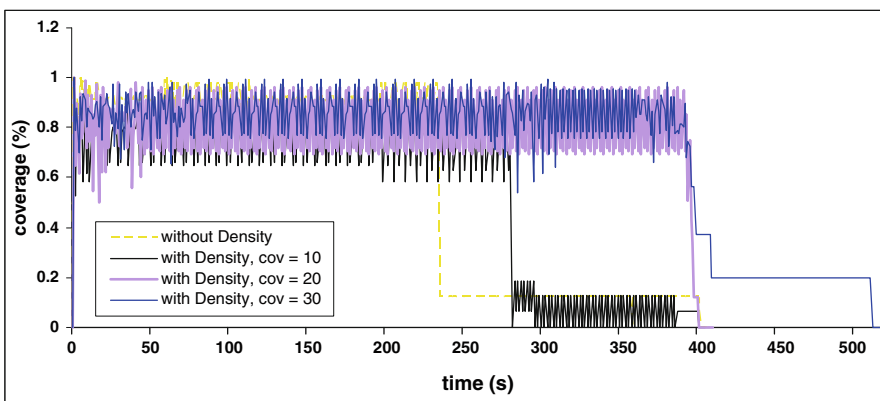 1.2
1
0.8
0.6
0.4
0.2
0
coverage (%)
without Density
with Density, cov = 10
with Density, cov = 20
with Density, cov = 30
0 50 100 150 200 250 300 350 400 450 500
time (s)